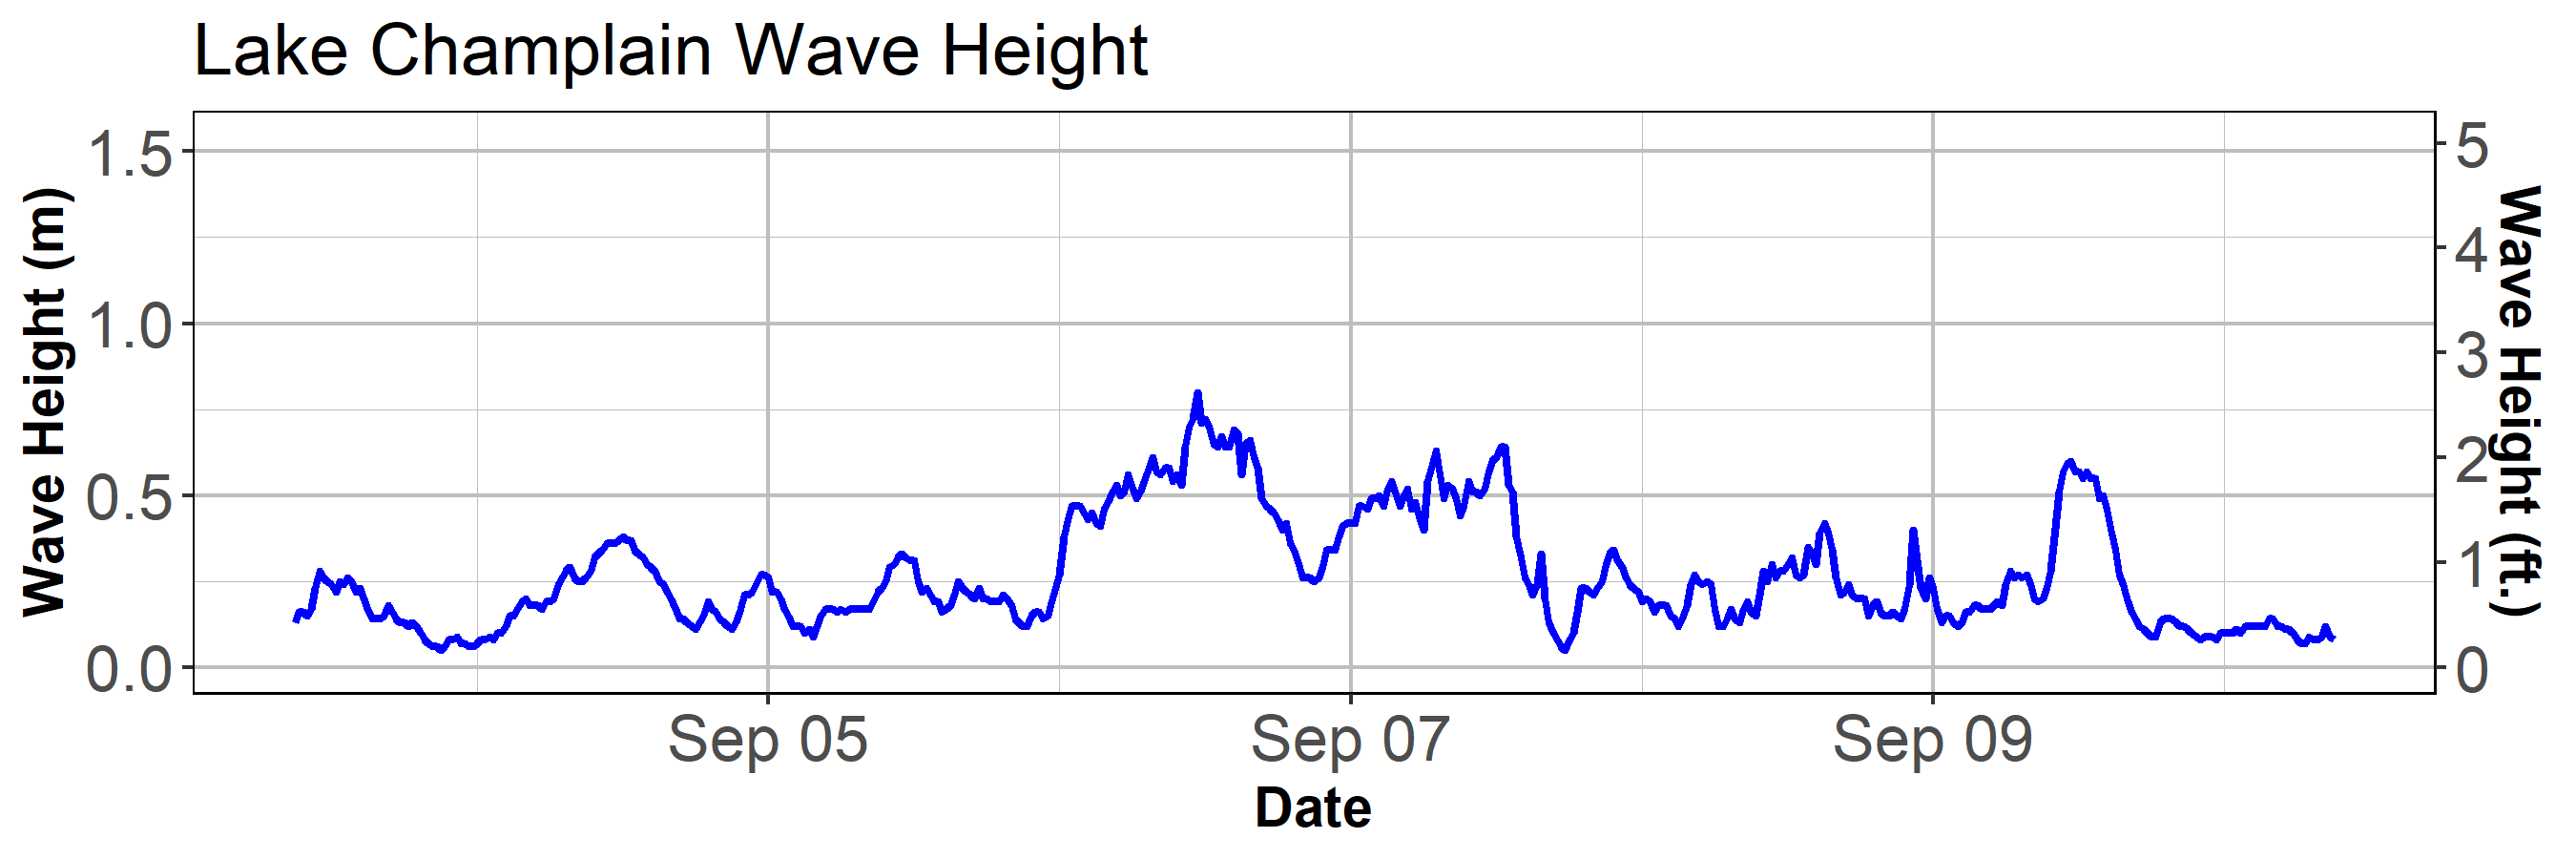 Lake Champlain Wave Height
Wave Height (m)
1.5
1.0
0.5
0.0
5
4
3
2
1
0
Wave Height (ft.)
Sep 05 Sep 07 Sep 09
Date